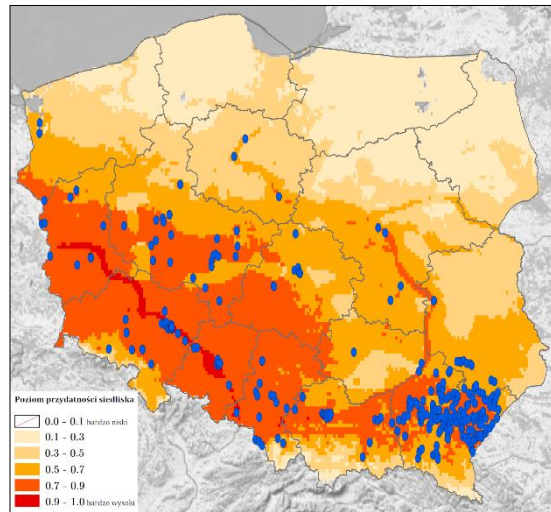 Poziom przydatności siedliska
0.0 - 0.1 bardzo niski
0.1 - 0.3
0.3 - 0.5
0.5 - 0.7
0.7 - 0.9
0.9 - 1.0 bardzo wysoki